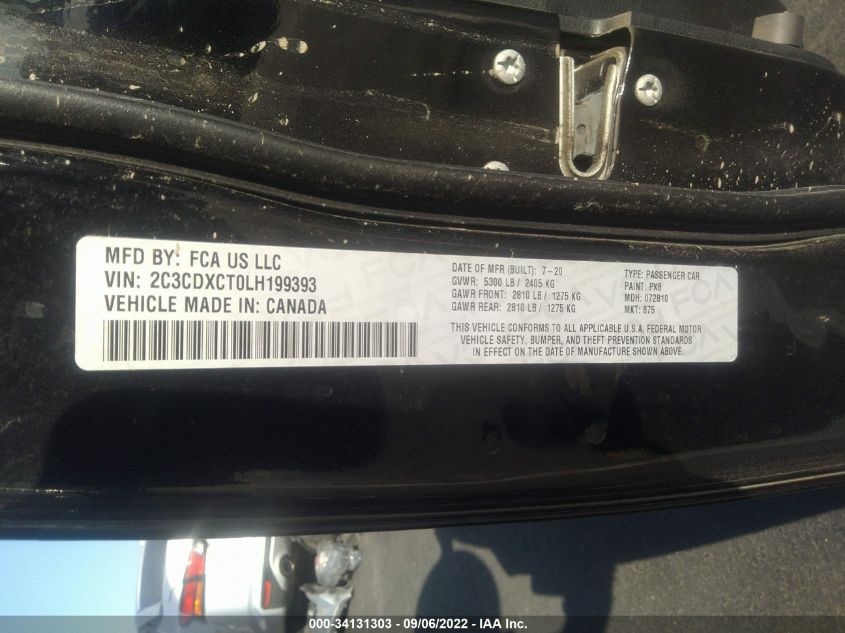 MFD BY: FCA US LLC
VIN: 2C3CDXCT0LH199393
VEHICLE MADE IN: CANADA
DATE OF MFR (BUILT): 7-20
GVWR: 5300 LB / 2405 KG
GAWR FRONT: 2810 LB / 1275 KG
GAWR REAR: 2810 LB / 1275 KG
TYPE: PASSENGER CAR
PAINT: PX8
MDH: 072810
MKT: 875
THIS VEHICLE CONFORMS TO ALL APPLICABLE U.S.A. FEDERAL MOTOR
VEHICLE SAFETY, BUMPER, AND THEFT PREVENTION STANDARDS
IN EFFECT ON THE DATE OF MANUFACTURE SHOWN ABOVE.
000-34131303 - 09/06/2022 - IAA Inc.